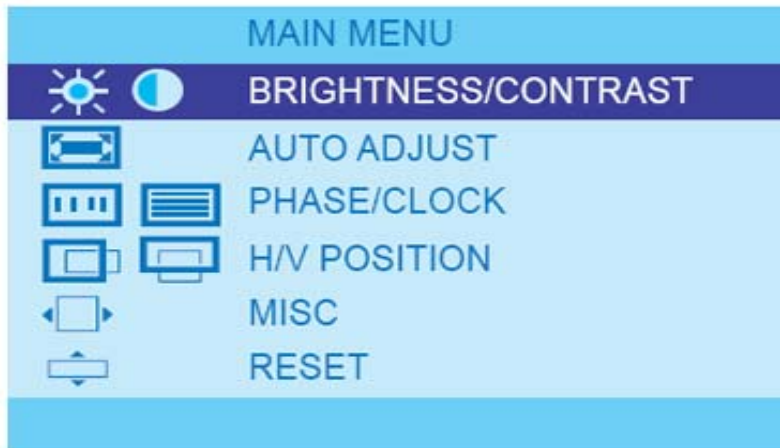 MAIN MENU
BRIGHTNESS/CONTRAST
AUTO ADJUST
PHASE/CLOCK
H/V POSITION
MISC
RESET